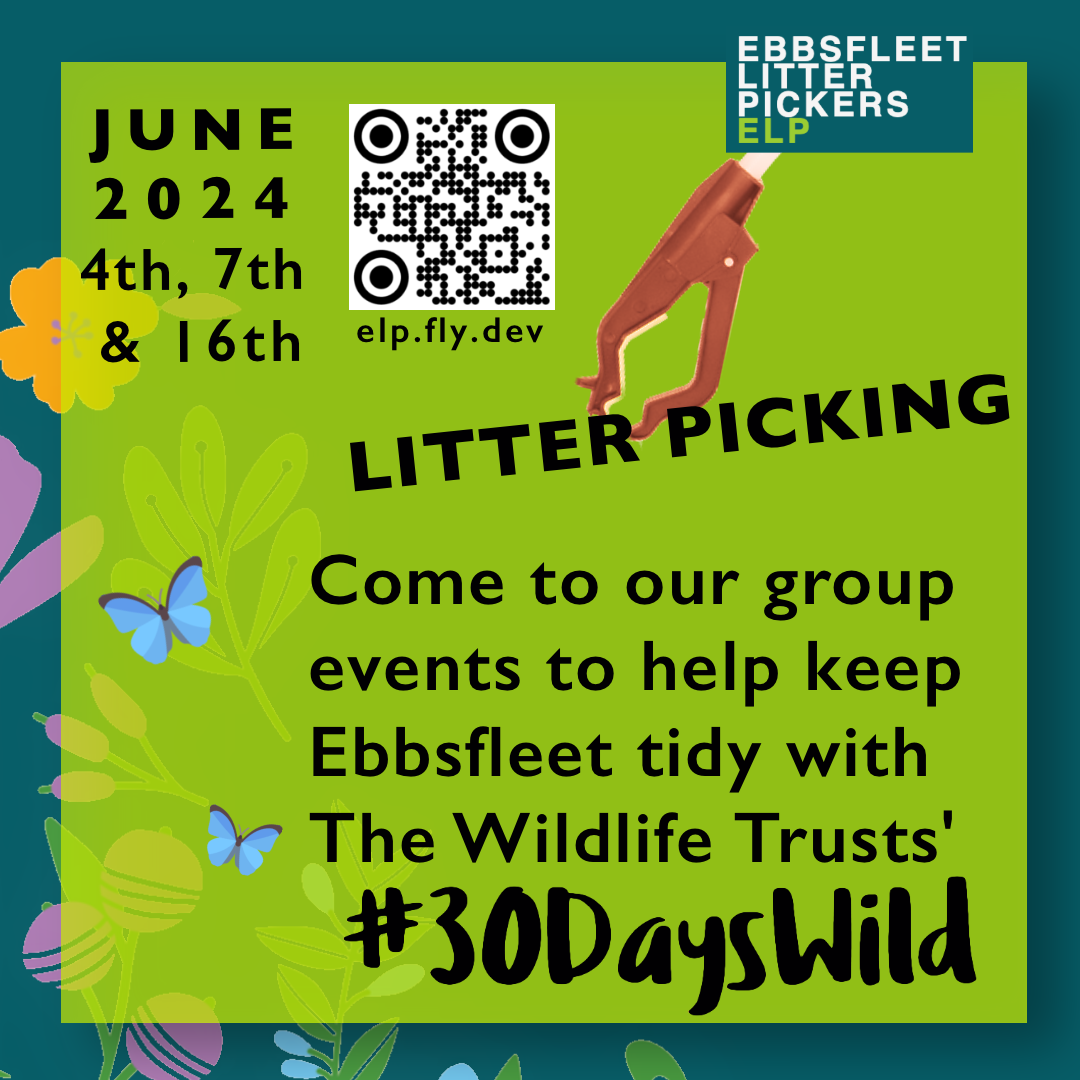 EBBSFLEET
LITTER
PICKERS
ELP
JUNE
2024
4th, 7th
& 16th
elp.fly.dev
LITTER PICKING
Come to our group
events to help keep
Ebbsfleet tidy with
The Wildlife Trusts'
#30DaysWild